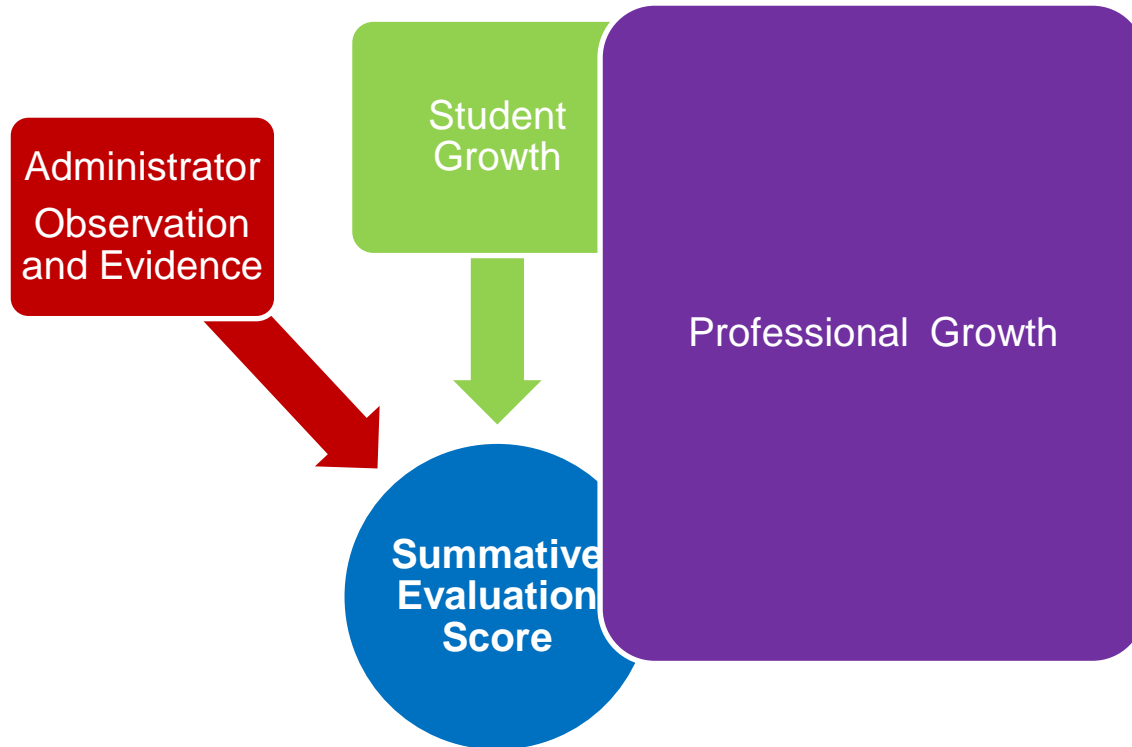 Student
Growth
Administrator
Observation
and Evidence
Professional Growth
Summative
Evaluation
Score